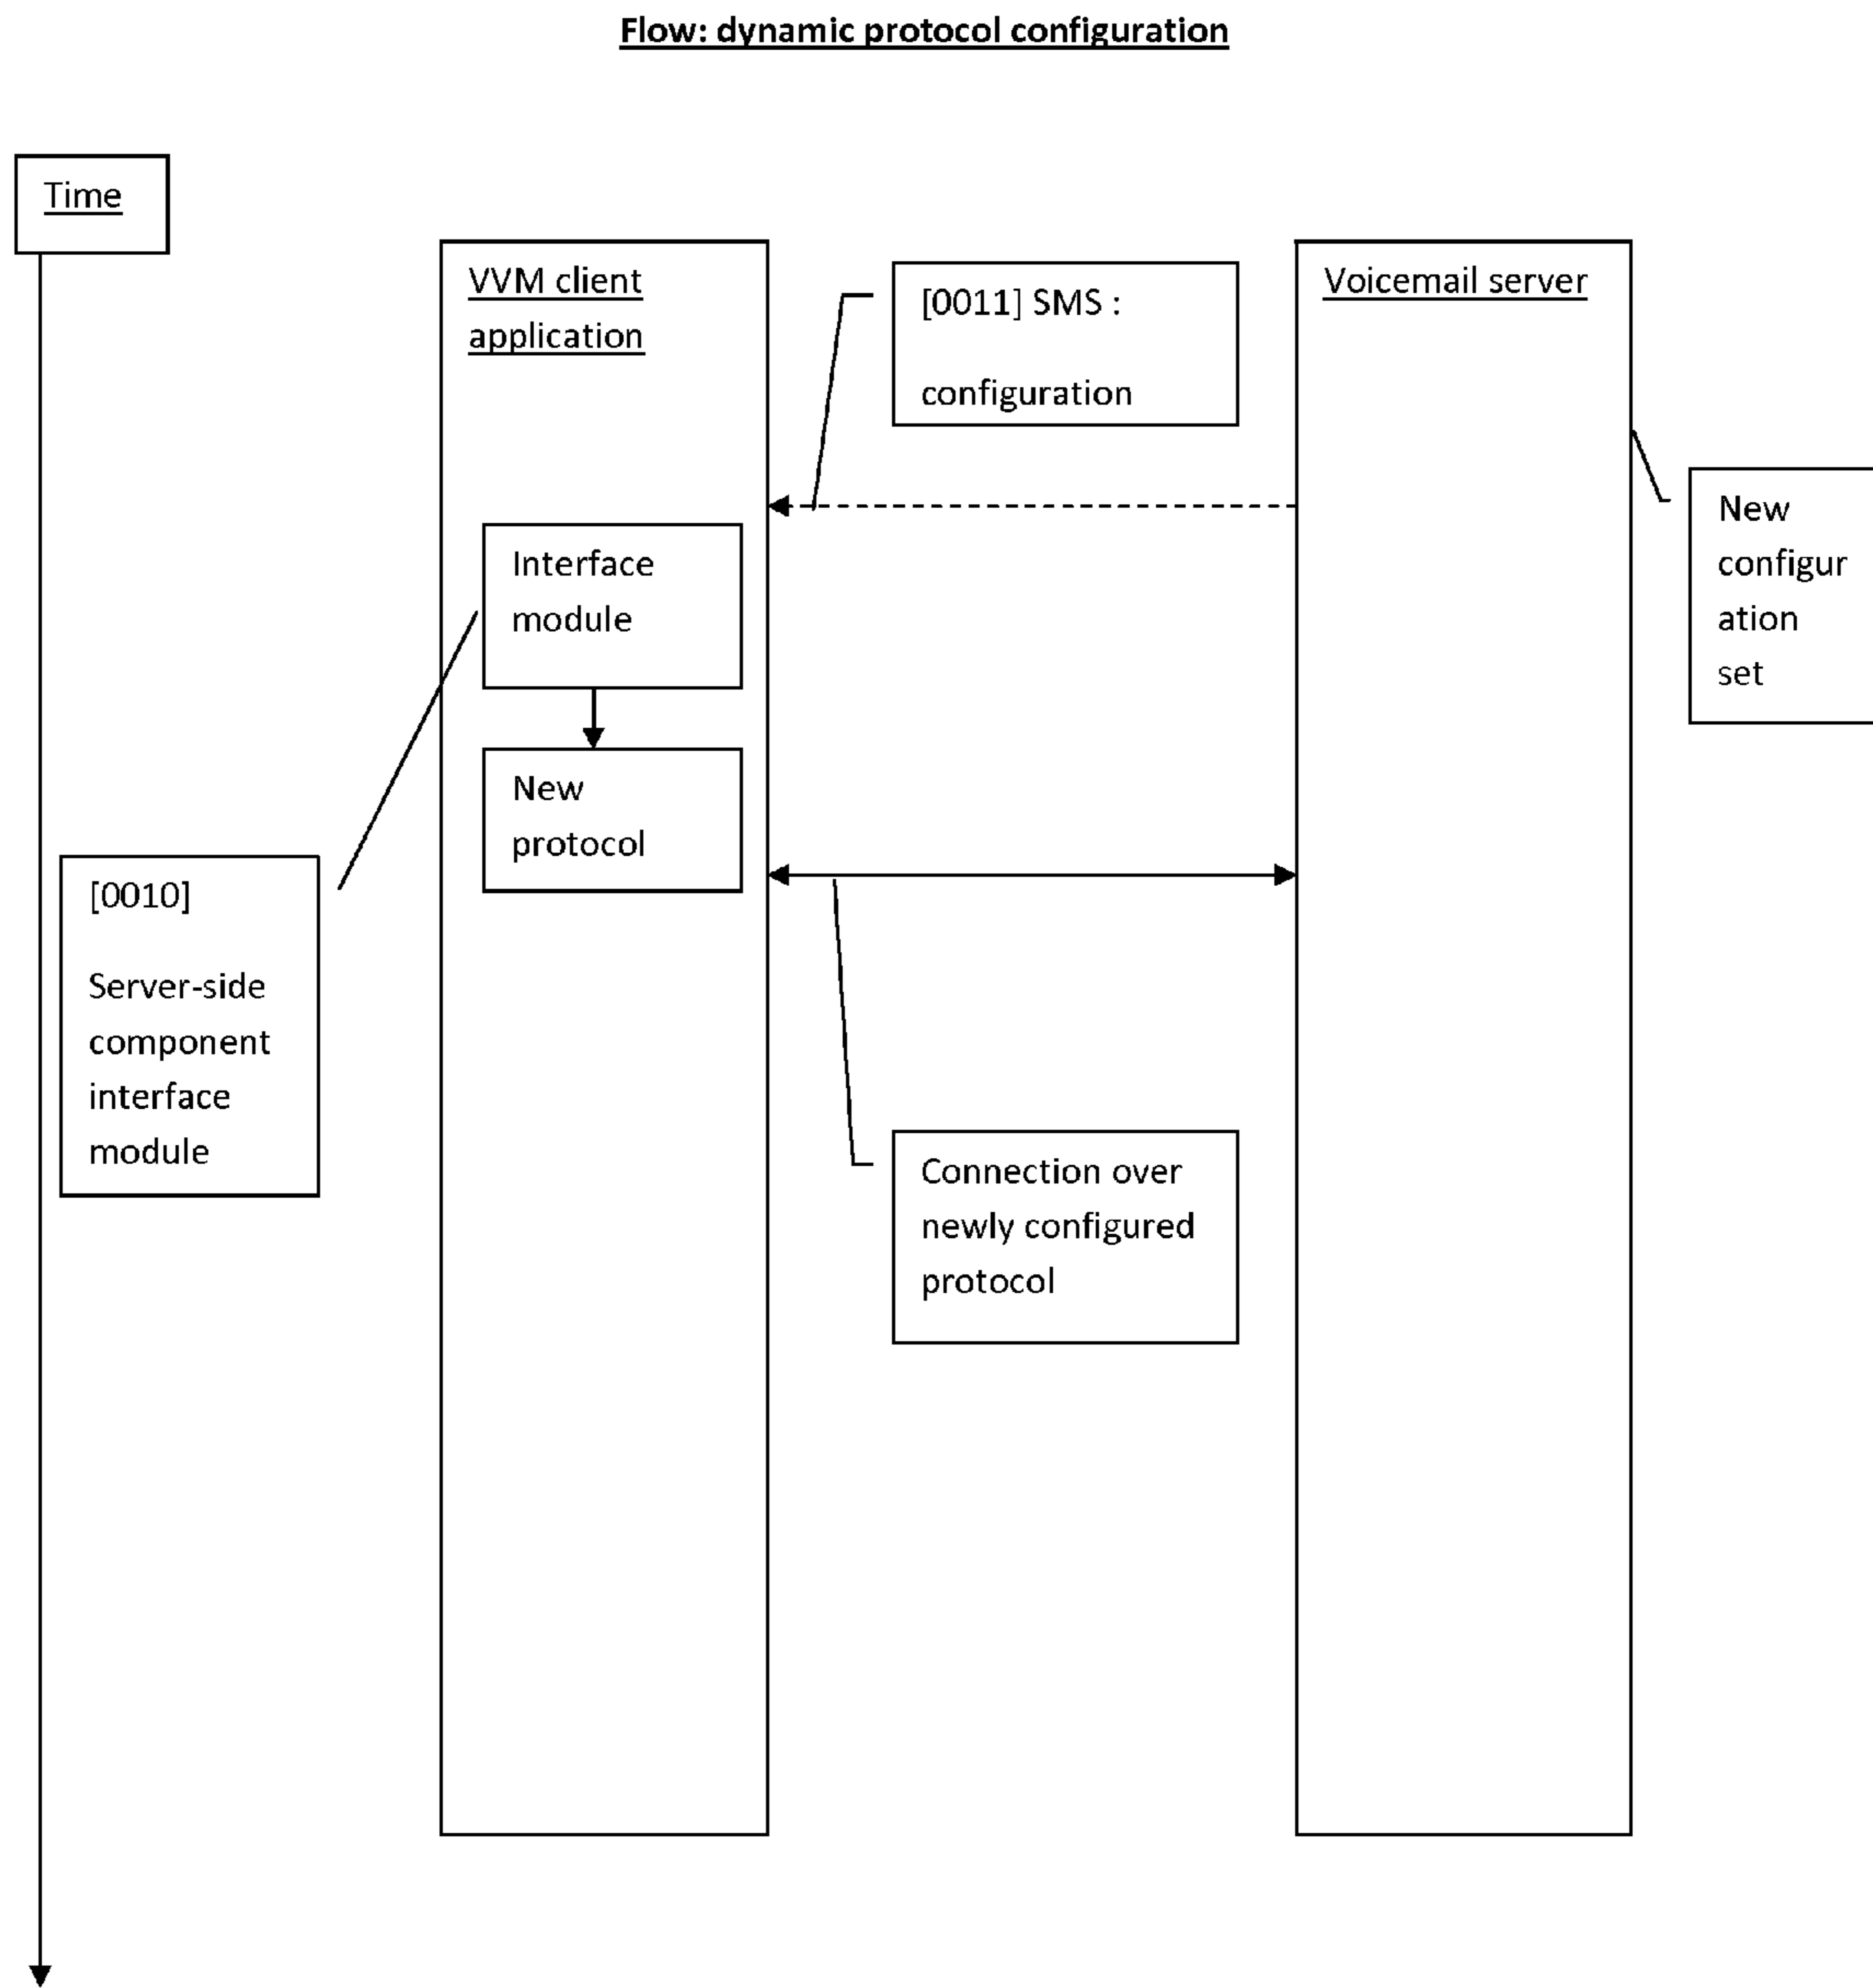 Flow: dynamic protocol configuration
Time
VVM client
application
[0011] SMS :
configuration
Voicemail server
New
configur
ation
set
Interface
module
New
protocol
[0010]
Server-side
component
interface
module
Connection over
newly configured
protocol